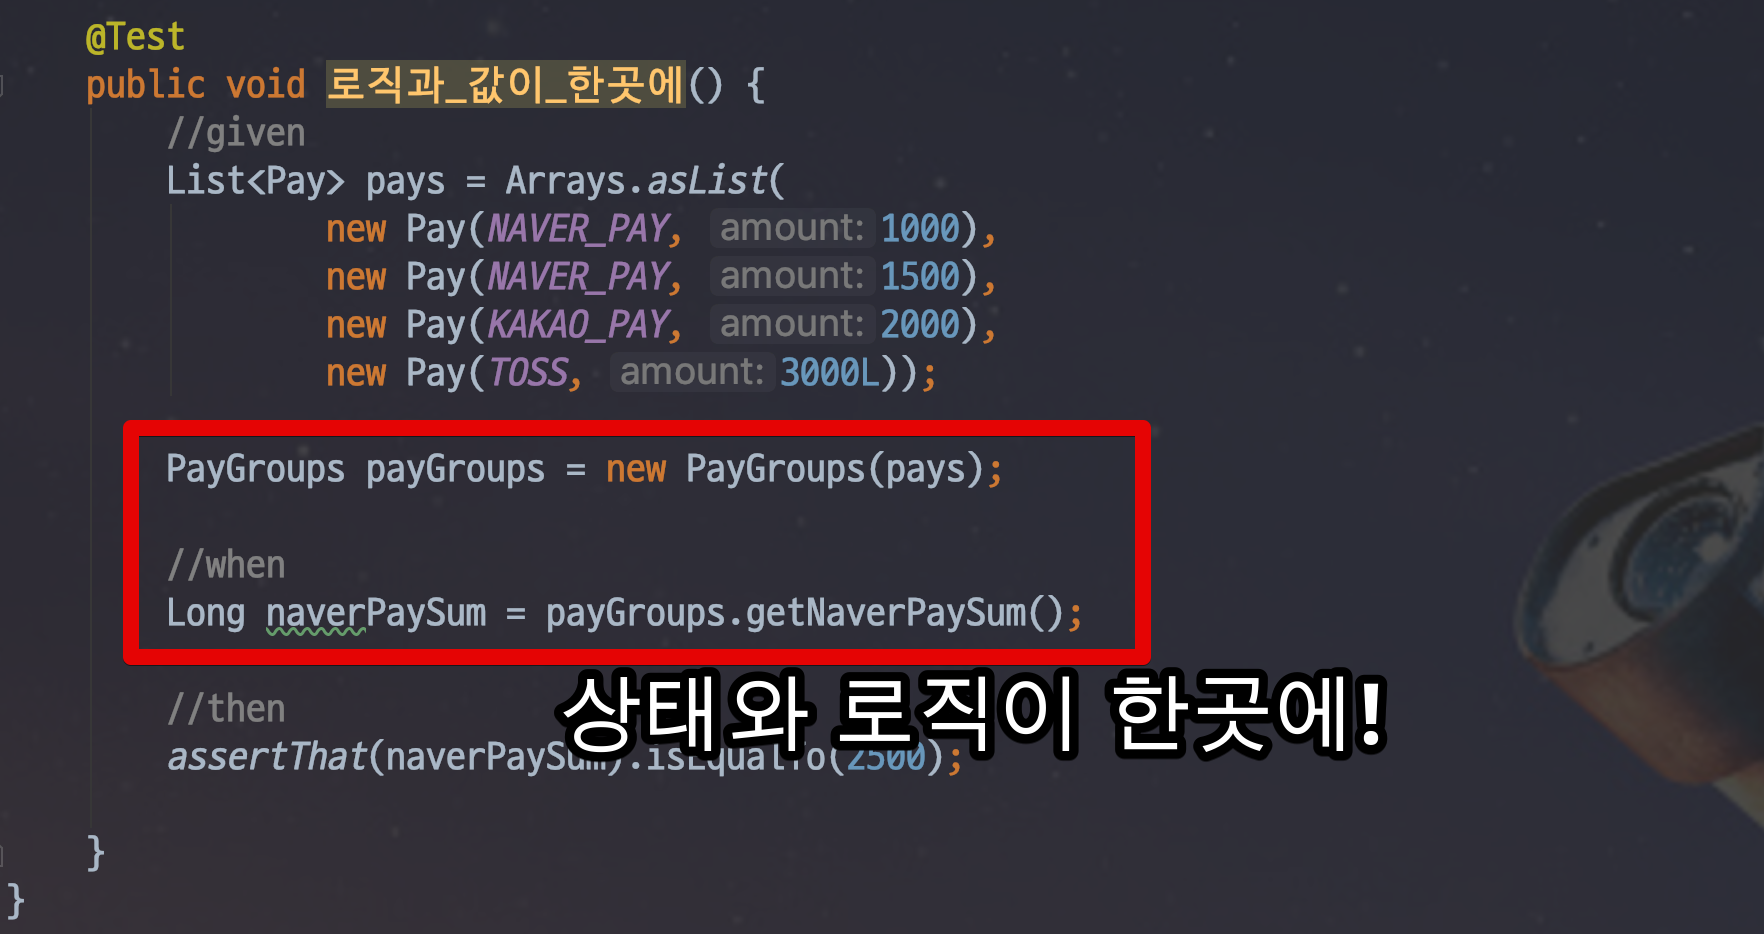 @Test
public void 로직과_값이_한곳에() {
//given
List<Pay> pays = Arrays.asList(
new Pay(NAVER_PAY, amount: 1000),
new Pay(NAVER_PAY, amount: 1500),
new Pay(KAKAO_PAY, amount: 2000),
new Pay(TOSS, amount: 3000L));
PayGroups payGroups = new PayGroups(pays);
//when
Long naverPaySum = payGroups.getNaverPaySum();
상태와 로직이 한곳에!
//then
assertThat(naverPaySum).isEqualTo(2500);
}
}